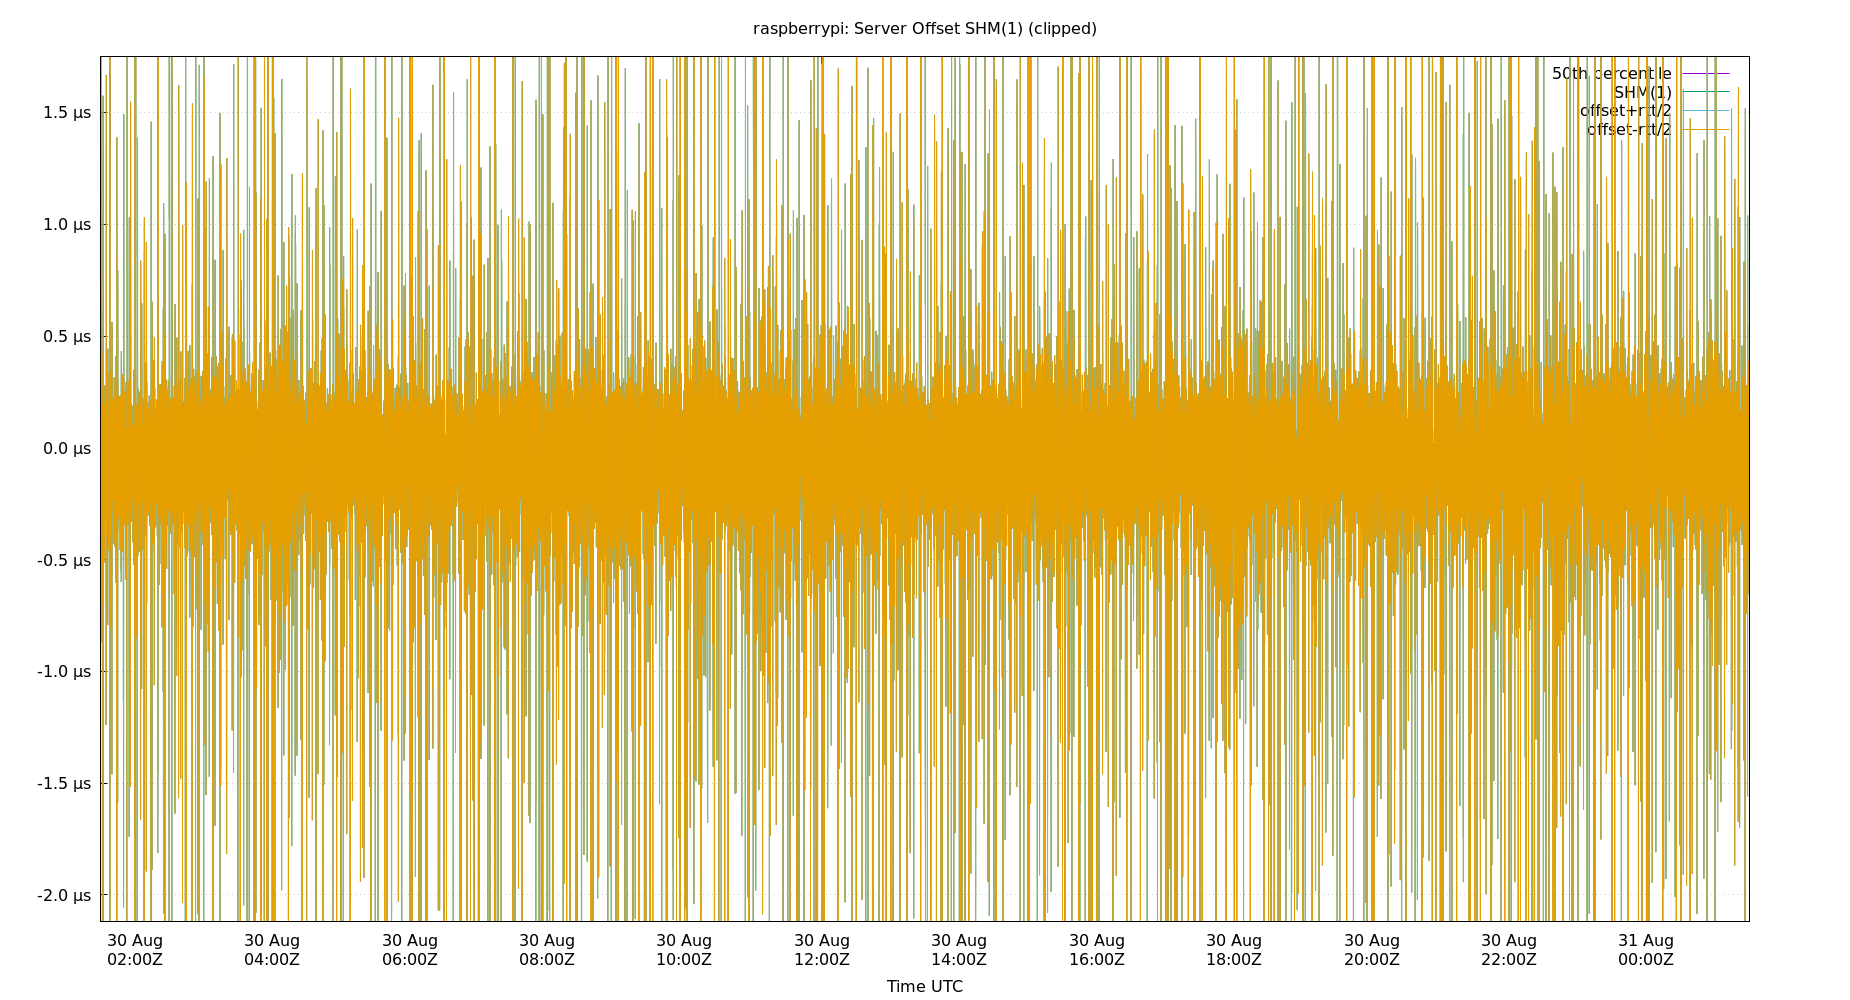 raspberrypi: Server Offset SHM(1) (clipped)
50th percentile
SHM(1)
offset+rtt/2
offset-rtt/2
1.5 µs
1.0 µs
0.5 µs
0.0 µs
-0.5 µs
-1.0 µs
-1.5 µs
-2.0 µs
30 Aug 30 Aug 30 Aug 30 Aug 30 Aug 30 Aug 30 Aug 30 Aug 30 Aug 30 Aug 30 Aug 31 Aug
02:00Z 04:00Z 06:00Z 08:00Z 10:00Z 12:00Z 14:00Z 16:00Z 18:00Z 20:00Z 22:00Z 00:00Z
Time UTC